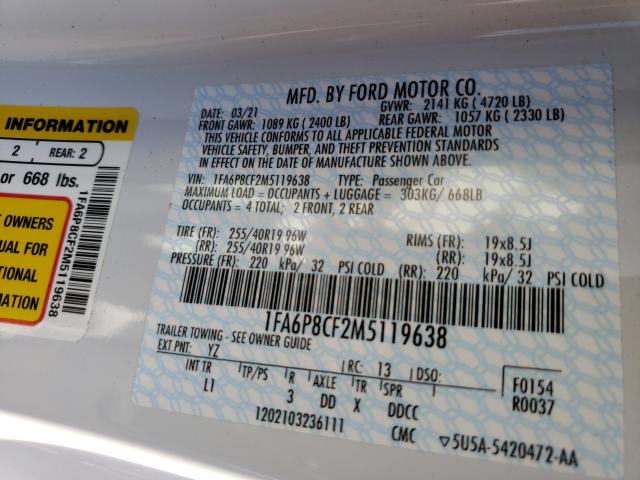 INFORMATION
2 REAR: 2
or 668 lbs.
OWNERS
UAL FOR
TIONAL
RMATION
1FA6P8CF2M5119638
MFD. BY FORD MOTOR CO.
DATE: 03/21 GVWR: 2141 KG ( 4720 LB)
FRONT GAWR: 1089 KG ( 2400 LB) REAR GAWR: 1057 KG ( 2330 LB)
THIS VEHICLE CONFORMS TO ALL APPLICABLE FEDERAL MOTOR
VEHICLE SAFETY, BUMPER, AND THEFT PREVENTION STANDARDS
IN EFFECT ON THE DATE OF MANUFACTURE SHOWN ABOVE.
VIN: 1FA6P8CF2M5119638 TYPE: Passenger Car
MAXIMUM LOAD = OCCUPANTS + LUGGAGE = 303KG/ 668LB
OCCUPANTS = 4 TOTAL; 2 FRONT, 2 REAR
TIRE (FR): 255/40R19 96W RIMS (FR): 19x8.5J
(RR): 255/40R19 96W (RR): 19x8.5J
PRESSURE (FR): 220 kPa/ 32 PSI COLD (RR): 220 kPa/ 32 PSI COLD
1FA6P8CF2M5119638
TRAILER TOWING - SEE OWNER GUIDE
EXT PNT: YZ RC: 13 DSO:
INT TR TP/PS R AXLE TR SPR
L1 3 DD X DDCC
F0154
R0037
1202103236111 CMC ▽5U5A-5420472-AA